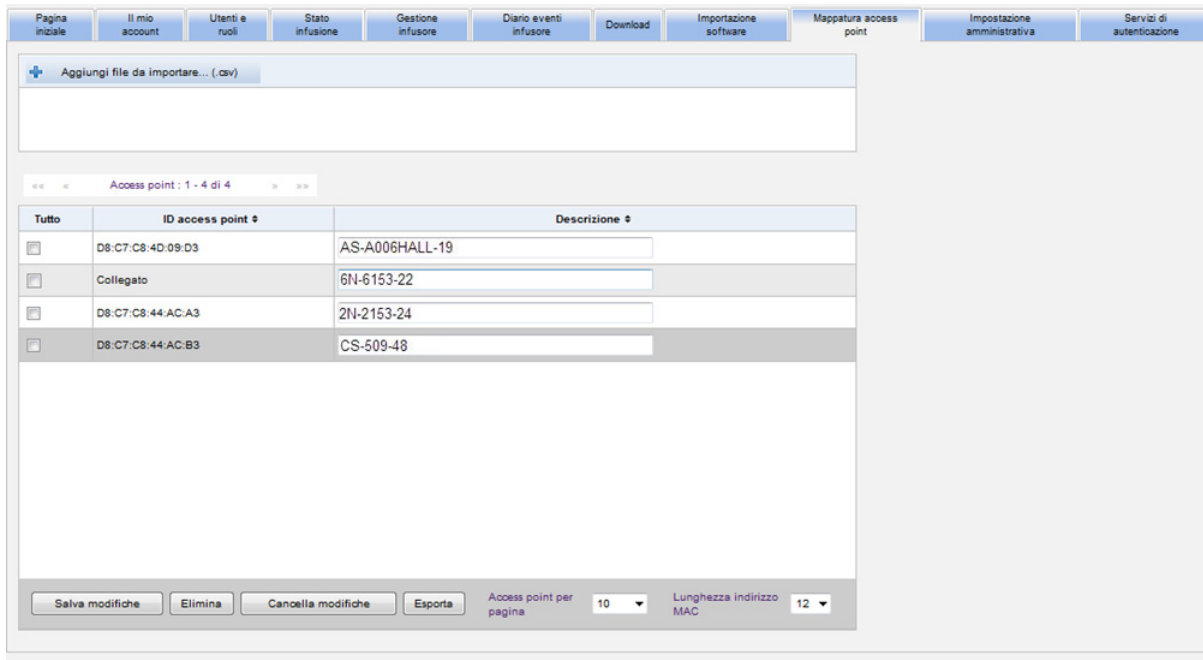 Pagina iniziale
Il mio account
Utenti e ruoli
Stato infusione
Gestione infusore
Diario eventi infusore
Download
Importazione software
Mappatura access point
Impostazione amministrativa
Servizi di autenticazione
Aggiungi file da importare... (.csv)
«« « Access point : 1 - 4 di 4 » »»
Tutto ID access point Descrizione
D8:C7:C8:4D:09:D3 AS-A006HALL-19
Collegato 6N-6153-22
D8:C7:C8:44:AC:A3 2N-2153-24
D8:C7:C8:44:AC:B3 CS-509-48
Salva modifiche Elimina Cancella modifiche Esporta Access point per pagina 10 Lunghezza indirizzo MAC 12